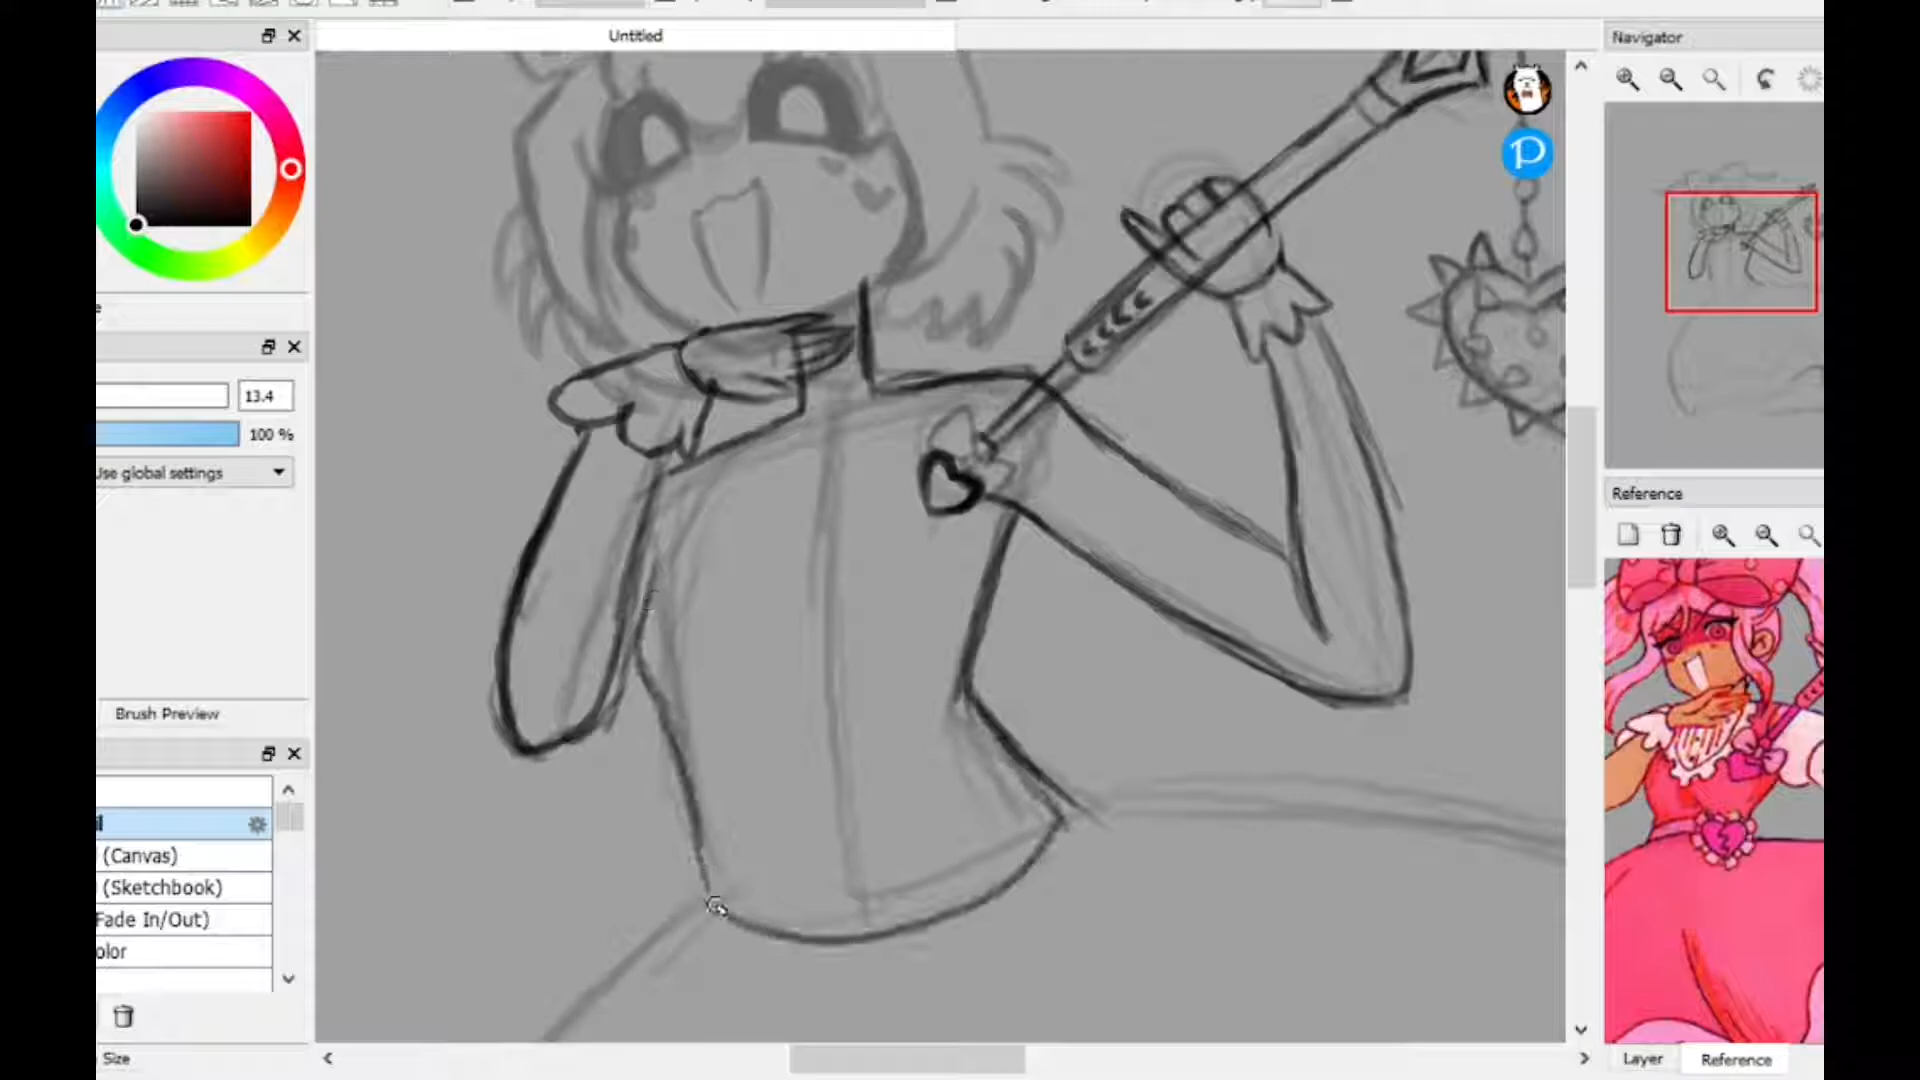 Untitled
Navigator
13.4
100 %
Use global settings
Reference
Brush Preview
(Canvas)
(Sketchbook)
Fade In/Out)
olor
Size
Layer
Reference